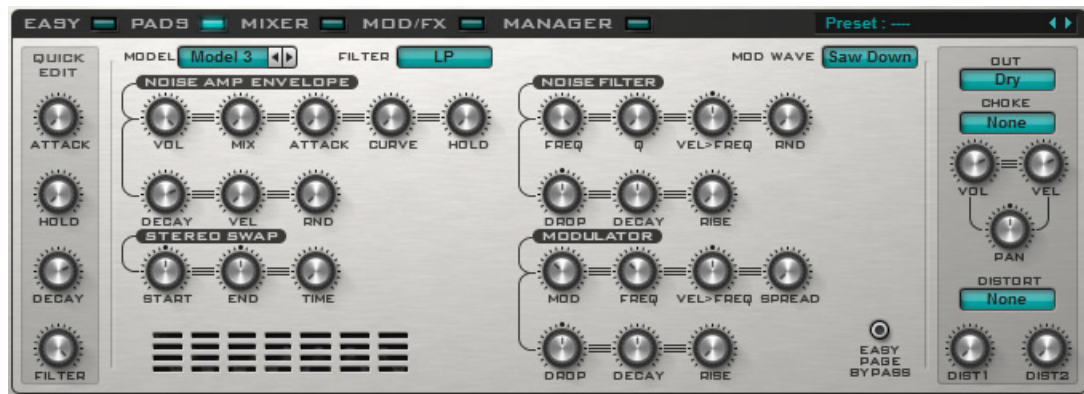 EASY PADS MIXER MOD/FX MANAGER Preset : ----
QUICK
EDIT
ATTACK
HOLD
DECAY
FILTER
MODEL Model 3 FILTER LP MOD WAVE Saw Down
NOISE AMP ENVELOPE
VOL MIX ATTACK CURVE HOLD
DECAY VEL RND
STEREO SWAP
START END TIME
NOISE FILTER
FREQ Q VEL>FREQ RND
DROP DECAY RISE
MODULATOR
MOD FREQ VEL>FREQ SPREAD
DROP DECAY RISE
EASY
PAGE
BYPASS
OUT
Dry
CHOKE
None
VOL VEL
PAN
DISTORT
None
DIST1 DIST2